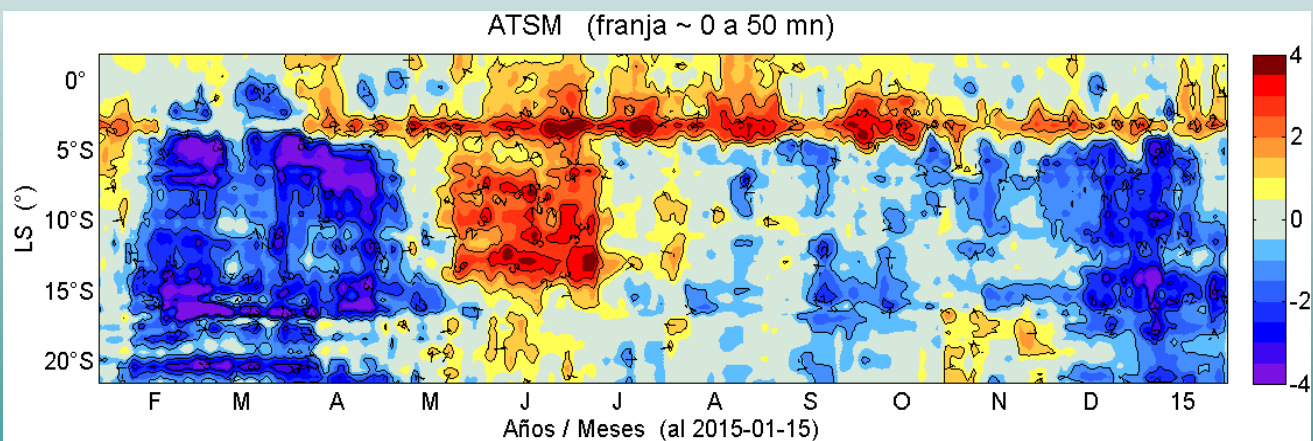 ATSM (franja ~ 0 a 50 mn)
LS (°)
0°
5°S
10°S
15°S
20°S
4
2
0
-2
-4
F M A M J J A S O N D 15
Años / Meses (al 2015-01-15)